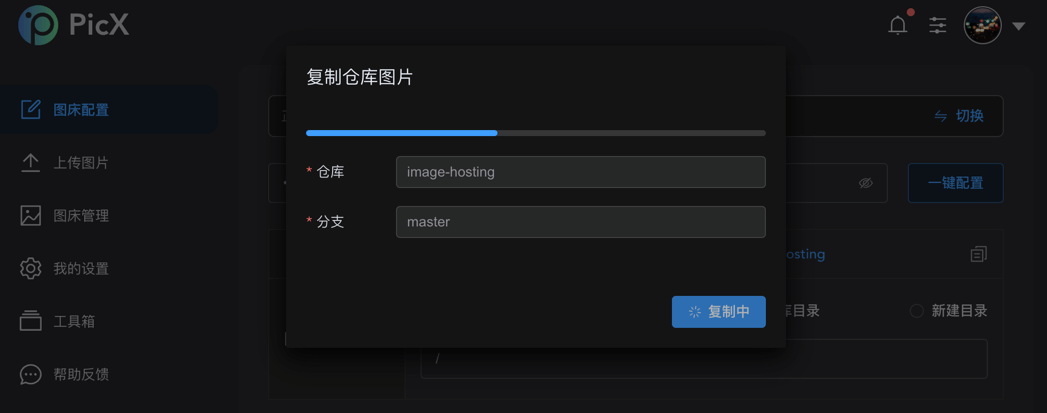 PicX
图床配置
上传图片
图床管理
我的设置
工具箱
帮助反馈
复制仓库图片
* 仓库
image-hosting
* 分支
master
复制中
切换
一键配置
osting
目录
新建目录
/